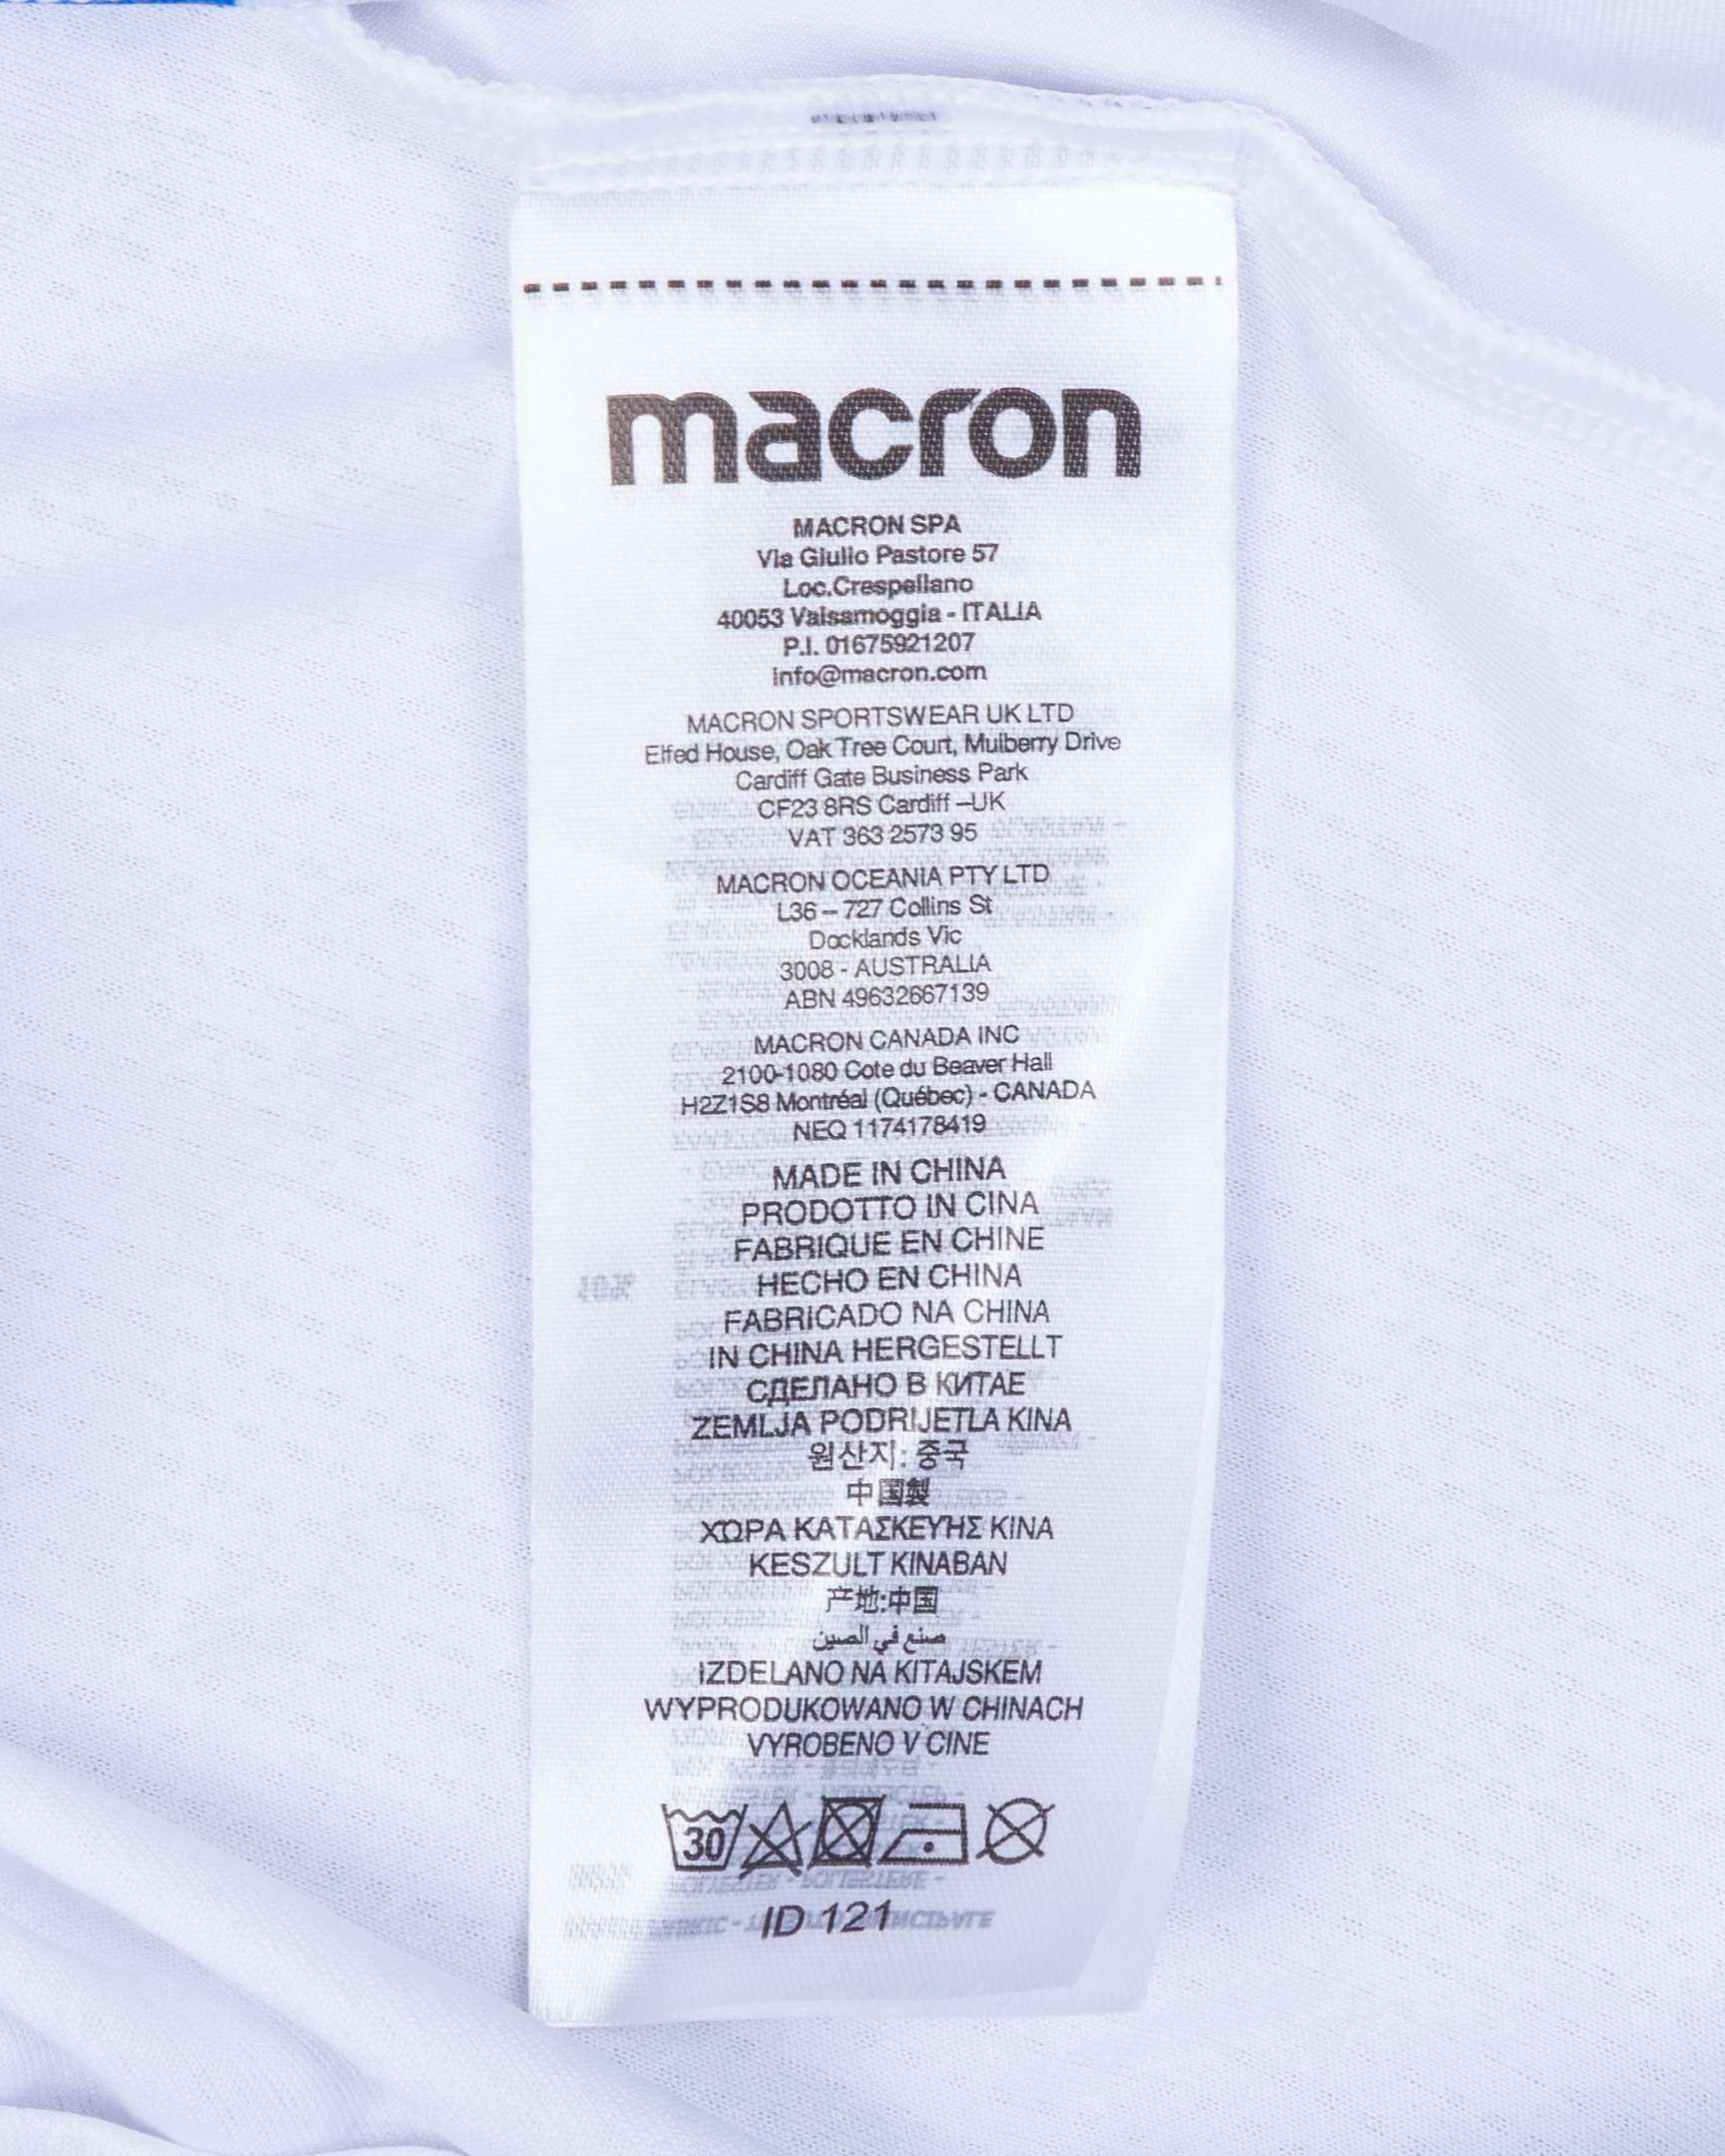 macron
MACRON SPA
Via Giulio Pastore 57
Loc.Crespellano
40053 Valsamoggia - ITALIA
P.I. 01675921207
info@macron.com
MACRON SPORTSWEAR UK LTD
Elfed House, Oak Tree Court, Mulberry Drive
Cardiff Gate Business Park
CF23 8RS Cardiff –UK
VAT 363 2573 95
MACRON OCEANIA PTY LTD
L36 – 727 Collins St
Docklands Vic
3008 - AUSTRALIA
ABN 49632667139
MACRON CANADA INC
2100-1080 Cote du Beaver Hall
H2Z1S8 Montréal (Québec) - CANADA
NEQ 1174178419
MADE IN CHINA
PRODOTTO IN CINA
FABRIQUE EN CHINE
HECHO EN CHINA
FABRICADO NA CHINA
IN CHINA HERGESTELLT
СДЕЛАНО В КИТАЕ
ZEMLJA PODRIJETLA KINA
원산지: 중국
中国製
ΧΩΡΑ ΚΑΤΑΣΚΕΥΗΣ ΚΙΝΑ
KESZULT KINABAN
产地:中国
صنع في الصين
IZDELANO NA KITAJSKEM
WYPRODUKOWANO W CHINACH
VYROBENO V CINE
30
ID 121